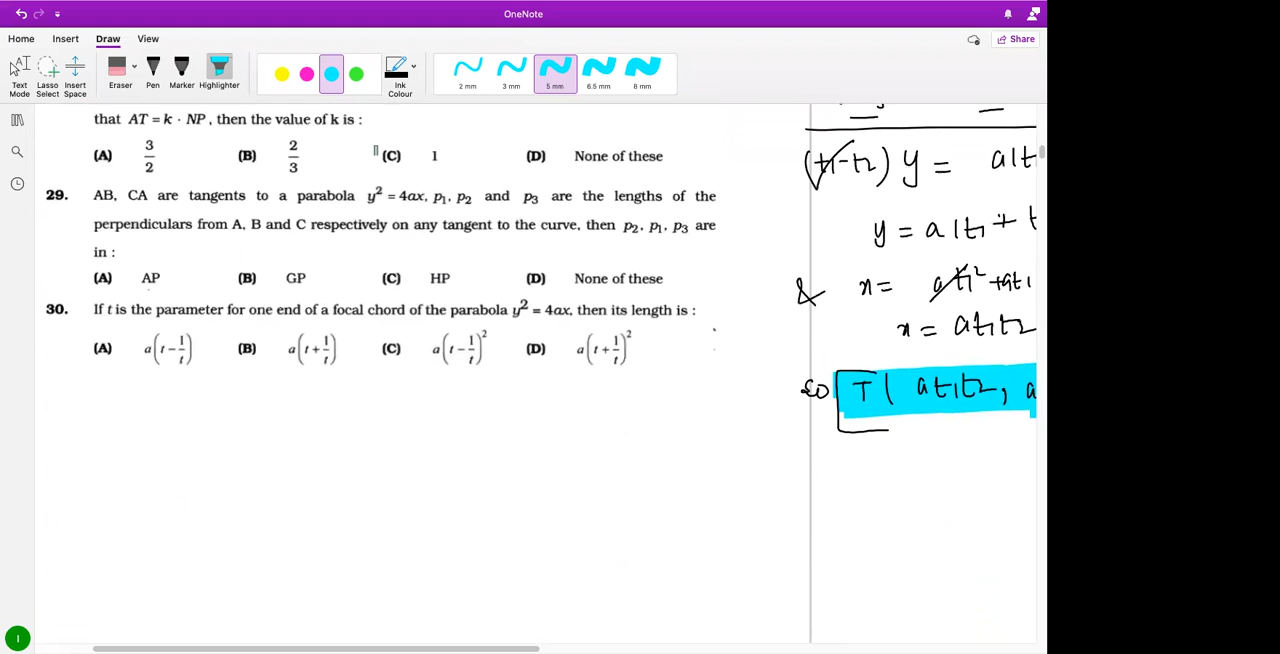 OneNote
Home Insert Draw View
Share
Text Mode
Lasso Select
Insert Space
Eraser
Pen
Marker
Highlighter
Ink Colour
2 mm
3 mm
5 mm
6.5 mm
8 mm
that AT = k · NP, then the value of k is :
(A) 3/2 (B) 2/3 (C) 1 (D) None of these
29. AB, CA are tangents to a parabola y² = 4ax, p₁, p₂ and p₃ are the lengths of the
perpendiculars from A, B and C respectively on any tangent to the curve, then p₂, p₁, p₃ are
in :
(A) AP (B) GP (C) HP (D) None of these
30. If t is the parameter for one end of a focal chord of the parabola y² = 4ax, then its length is :
(A) a(t − 1/t) (B) a(t + 1/t) (C) a(t − 1/t)² (D) a(t + 1/t)²
(t1-t2) y = a(t
y = a(t1 + t
& x = at1² + at1
x = at1t2
so T( at1t2, a
I